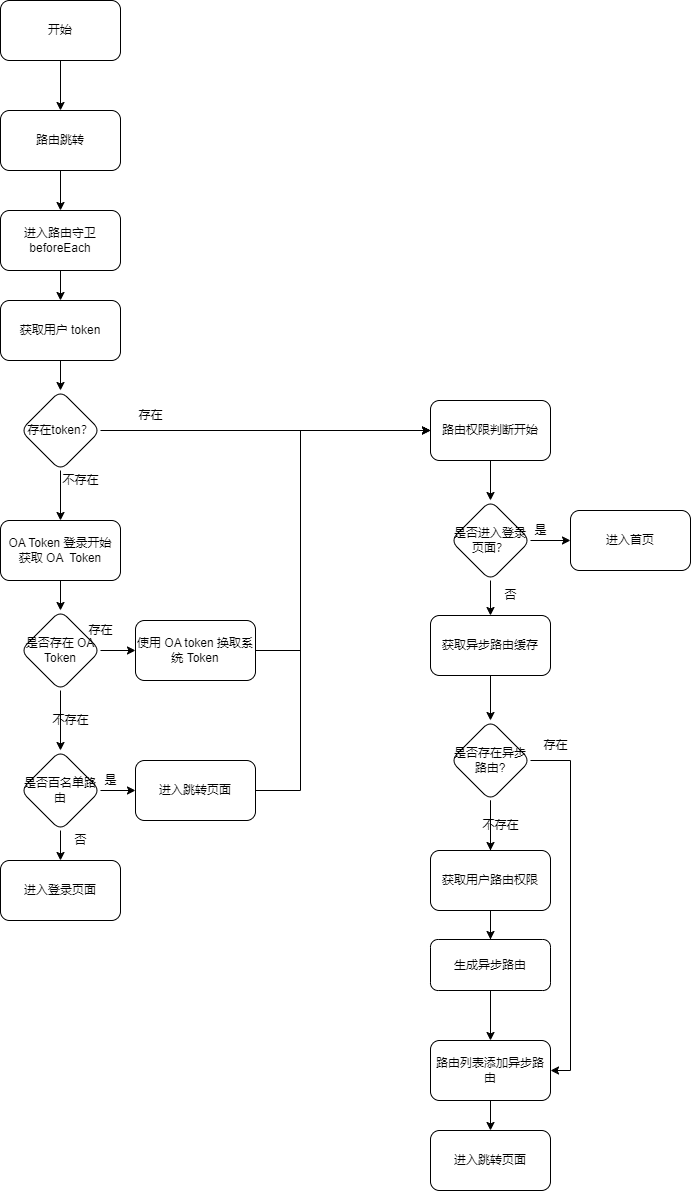 开始
路由跳转
进入路由守卫
beforeEach
获取用户 token
存在token？
存在
不存在
OA Token 登录开始
获取 OA Token
是否存在 OA
Token
存在
使用 OA token 换取系
统 Token
不存在
是否百名单路
由
是
进入跳转页面
否
进入登录页面
路由权限判断开始
是否进入登录
页面？
是
进入首页
否
获取异步路由缓存
是否存在异步
路由？
存在
不存在
获取用户路由权限
生成异步路由
路由列表添加异步路
由
进入跳转页面